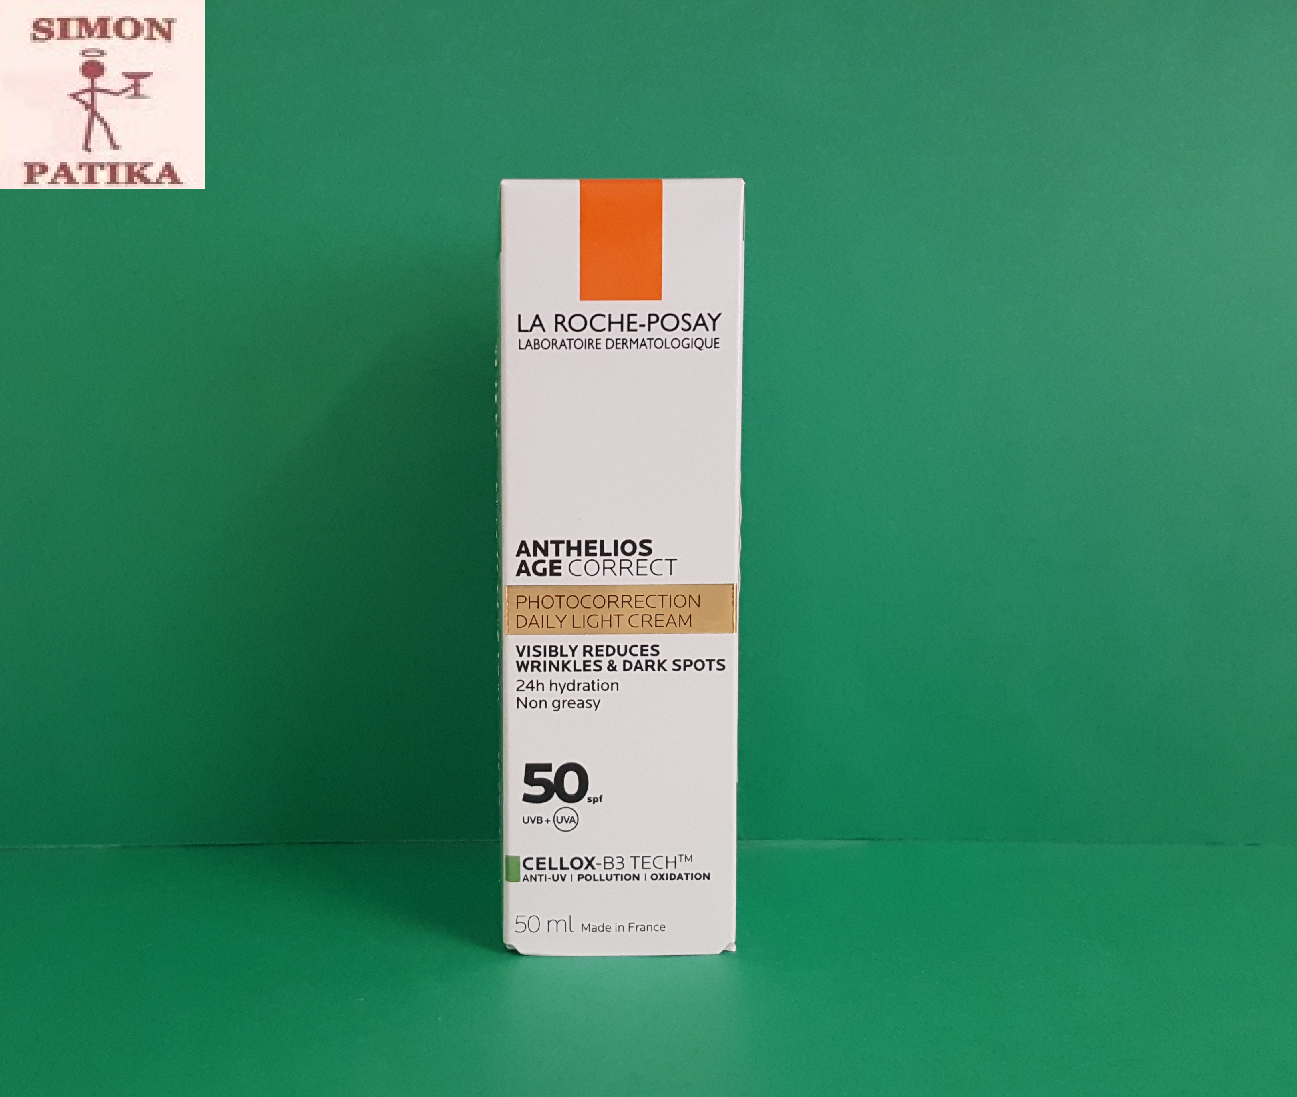 SIMON
PATIKA
LA ROCHE-POSAY
LABORATOIRE DERMATOLOGIQUE
ANTHELIOS
AGE CORRECT
PHOTOCORRECTION
DAILY LIGHT CREAM
VISIBLY REDUCES
WRINKLES & DARK SPOTS
24h hydration
Non greasy
50 spf
UVB + UVA
CELLOX-B3 TECH™
ANTI-UV | POLLUTION | OXIDATION
50 ml Made in France